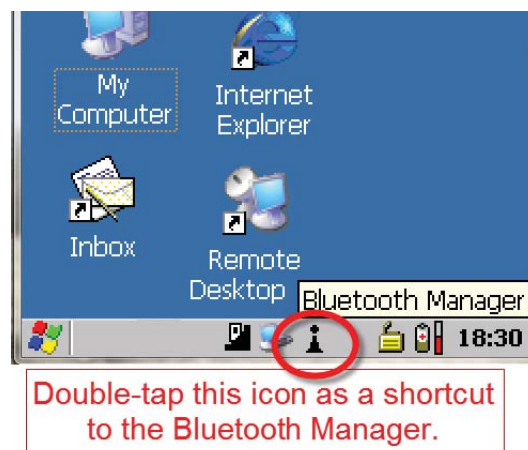 My
Computer
Internet
Explorer
Inbox
Remote
Desktop
Bluetooth Manager
18:30
Double-tap this icon as a shortcut
to the Bluetooth Manager.